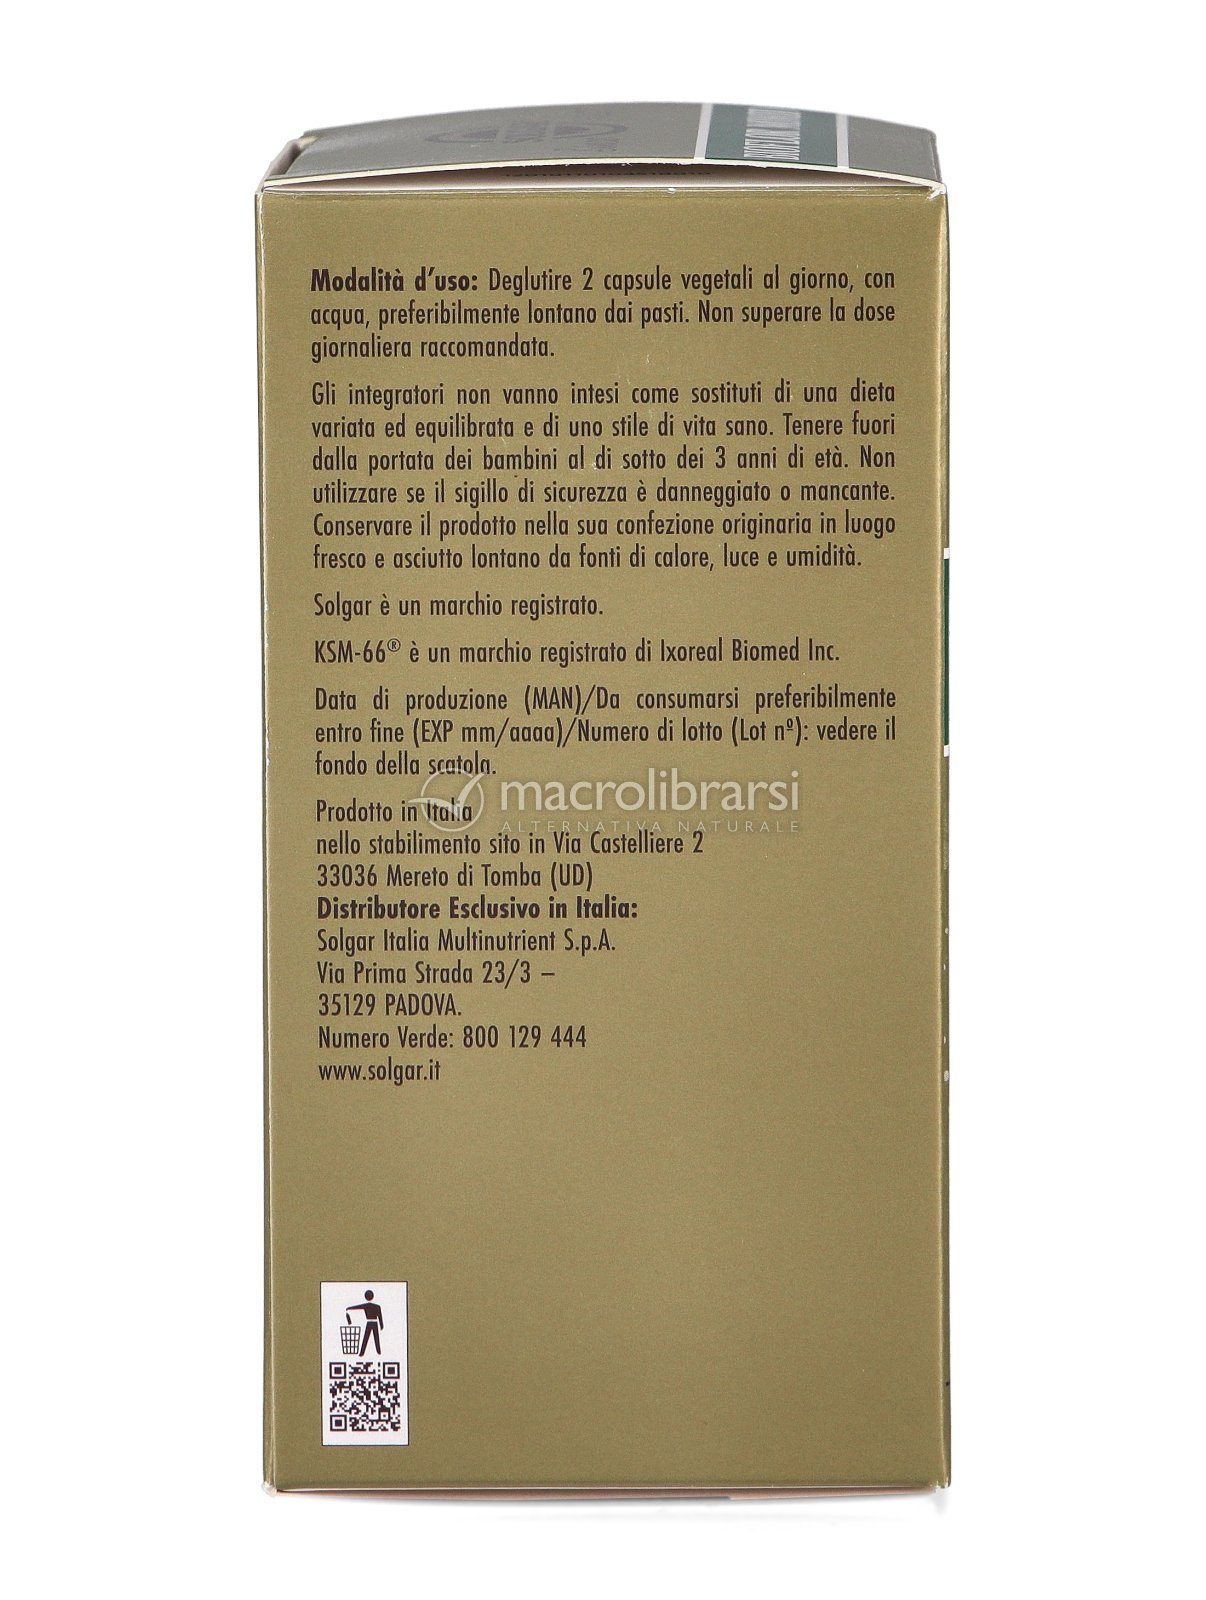 Modalità d'uso: Deglutire 2 capsule vegetali al giorno, con
acqua, preferibilmente lontano dai pasti. Non superare la dose
giornaliera raccomandata.
Gli integratori non vanno intesi come sostituti di una dieta
variata ed equilibrata e di uno stile di vita sano. Tenere fuori
dalla portata dei bambini al di sotto dei 3 anni di età. Non
utilizzare se il sigillo di sicurezza è danneggiato o mancante.
Conservare il prodotto nella sua confezione originaria in luogo
fresco e asciutto lontano da fonti di calore, luce e umidità.
Solgar è un marchio registrato.
KSM-66® è un marchio registrato di Ixoreal Biomed Inc.
Data di produzione (MAN)/Da consumarsi preferibilmente
entro fine (EXP mm/aaaa)/Numero di lotto (Lot nº): vedere il
fondo della scatola.
macrolibrarsi
ALTERNATIVA NATURALE
Prodotto in Italia
nello stabilimento sito in Via Castelliere 2
33036 Mereto di Tomba (UD)
Distributore Esclusivo in Italia:
Solgar Italia Multinutrient S.p.A.
Via Prima Strada 23/3 –
35129 PADOVA.
Numero Verde: 800 129 444
www.solgar.it